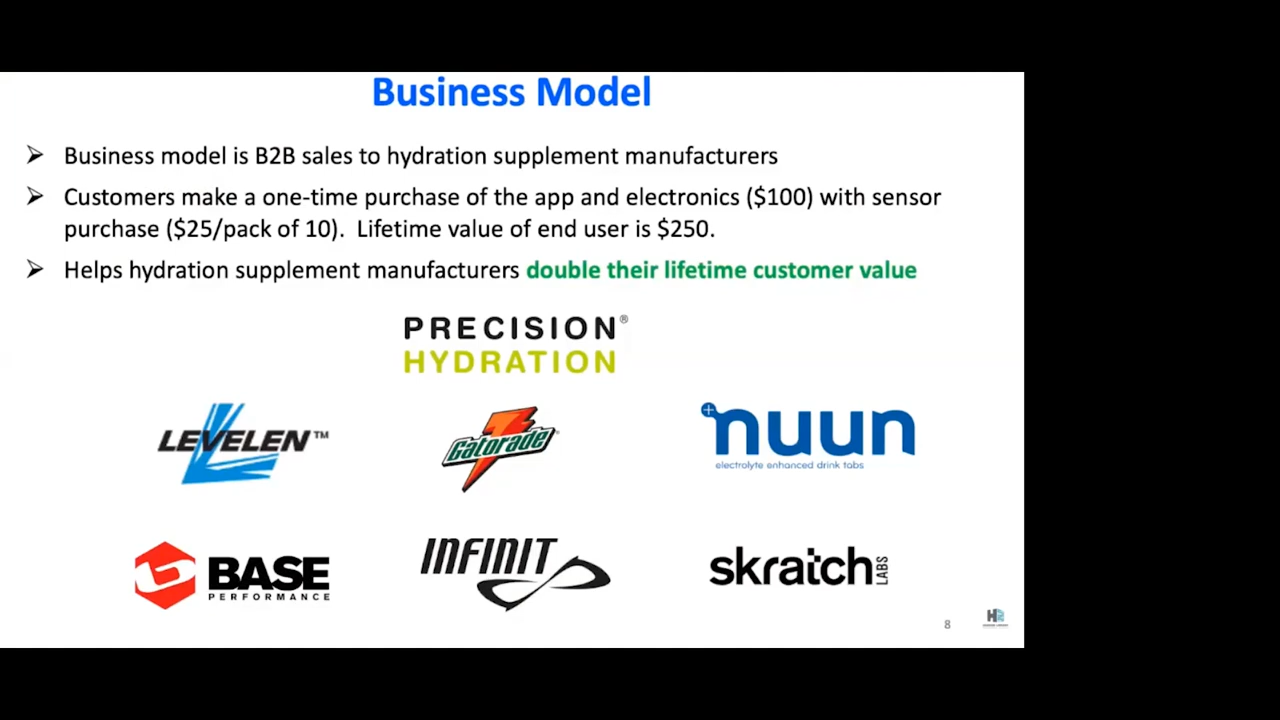 Business Model
➢ Business model is B2B sales to hydration supplement manufacturers
➢ Customers make a one-time purchase of the app and electronics ($100) with sensor
purchase ($25/pack of 10).  Lifetime value of end user is $250.
➢ Helps hydration supplement manufacturers double their lifetime customer value
PRECISION®
HYDRATION
LEVELEN™
Gatorade
nuun
electrolyte enhanced drink tabs
BASE
PERFORMANCE
INFINIT
skratch LABS
8
H2